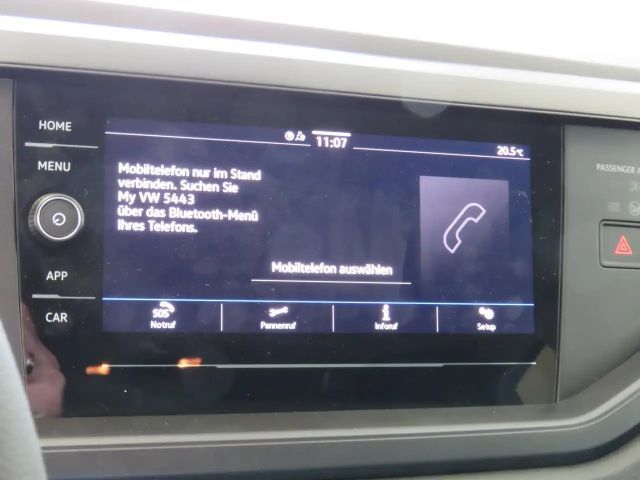 HOME
MENU
APP
CAR
11:07
20.5°C
Mobiltelefon nur im Stand
verbinden. Suchen Sie
My VW 5443
über das Bluetooth-Menü
Ihres Telefons.
Mobiltelefon auswählen
SOS
Notruf
Pannenruf
Inforuf
Setup
PASSENGER